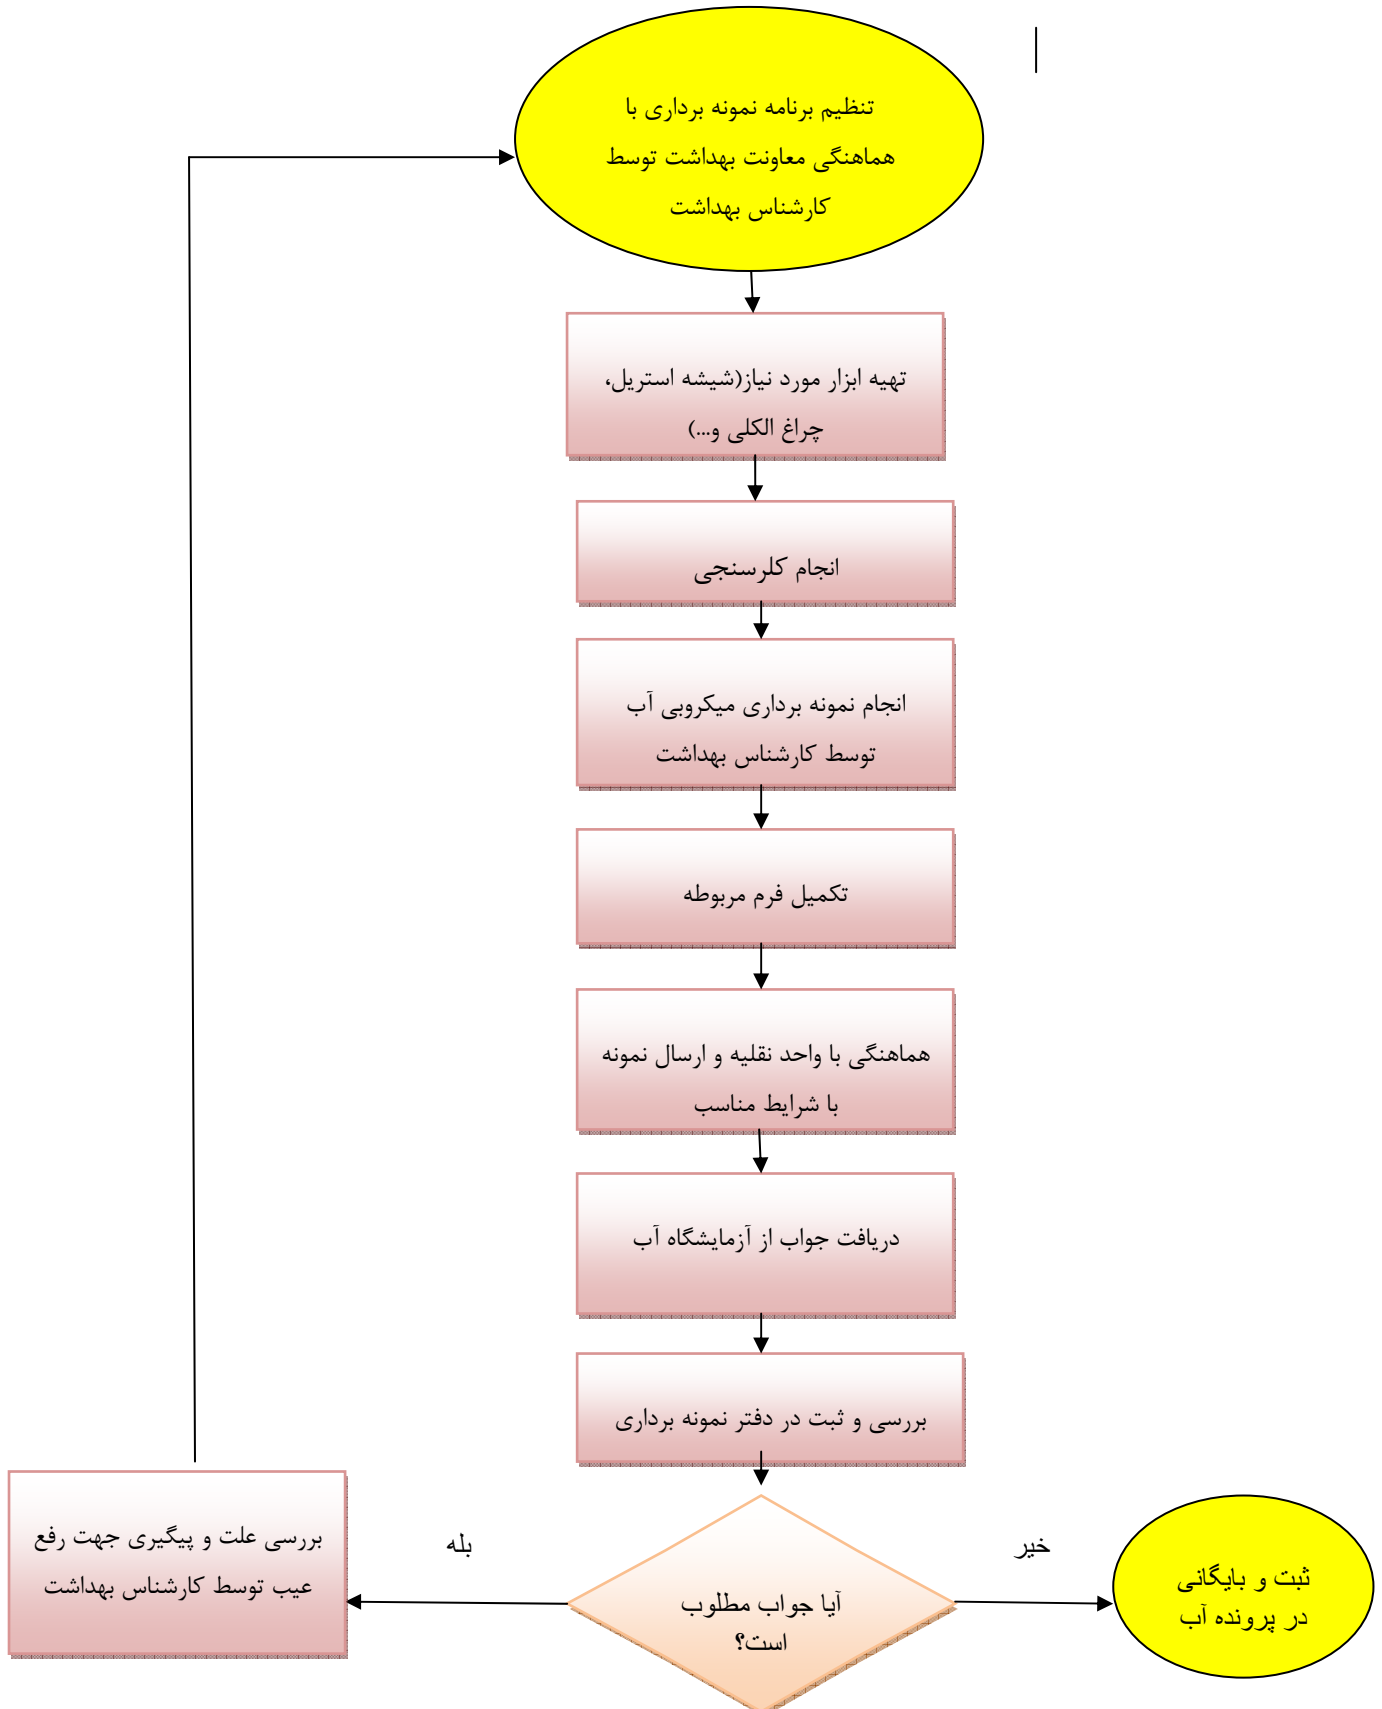 تنظیم برنامه نمونه برداری با
هماهنگی معاونت بهداشت توسط
کارشناس بهداشت
تهیه ابزار مورد نیاز(شیشه استریل،
چراغ الکلی و...)
انجام کلرسنجی
انجام نمونه برداری میکروبی آب
توسط کارشناس بهداشت
تکمیل فرم مربوطه
هماهنگی با واحد نقلیه و ارسال نمونه
با شرایط مناسب
دریافت جواب از آزمایشگاه آب
بررسی و ثبت در دفتر نمونه برداری
آیا جواب مطلوب
است؟
خیر
ثبت و بایگانی
در پرونده آب
بله
بررسی علت و پیگیری جهت رفع
عیب توسط کارشناس بهداشت